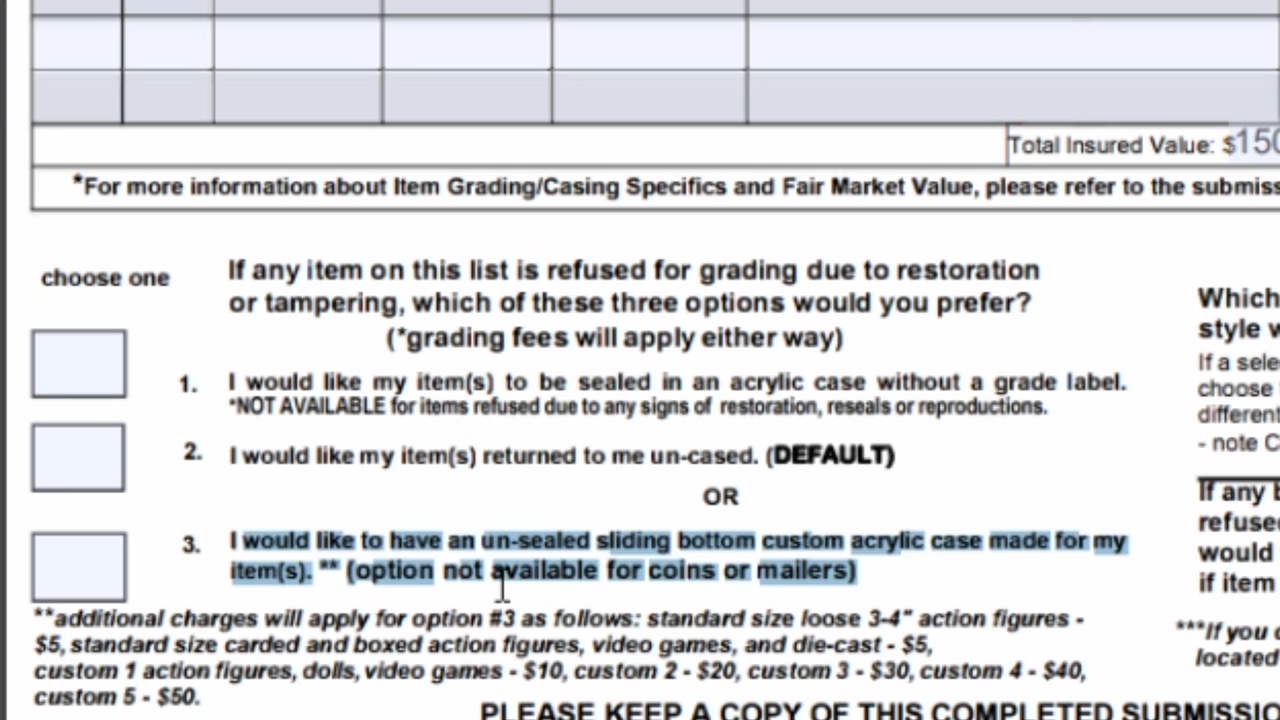 Total Insured Value: $150
*For more information about Item Grading/Casing Specifics and Fair Market Value, please refer to the
choose one
If any item on this list is refused for grading due to restoration
or tampering, which of these three options would you prefer?
(*grading fees will apply either way)
1. I would like my item(s) to be sealed in an acrylic case without a grade label.
*NOT AVAILABLE for items refused due to any signs of restoration, reseals or reproductions.
2. I would like my item(s) returned to me un-cased. (DEFAULT)
OR
3. I would like to have an un-sealed sliding bottom custom acrylic case made for my
item(s). ** (option not available for coins or mailers)
**additional charges will apply for option #3 as follows: standard size loose 3-4" action figures -
$5, standard size carded and boxed action figures, video games, and die-cast - $5,
custom 1 action figures, dolls, video games - $10, custom 2 - $20, custom 3 - $30, custom 4 - $40,
custom 5 - $50.
PLEASE KEEP A COPY OF THIS COMPLETED
Which
style
If a
choose
different
- note
If any
refused
would
if item
***If you
located